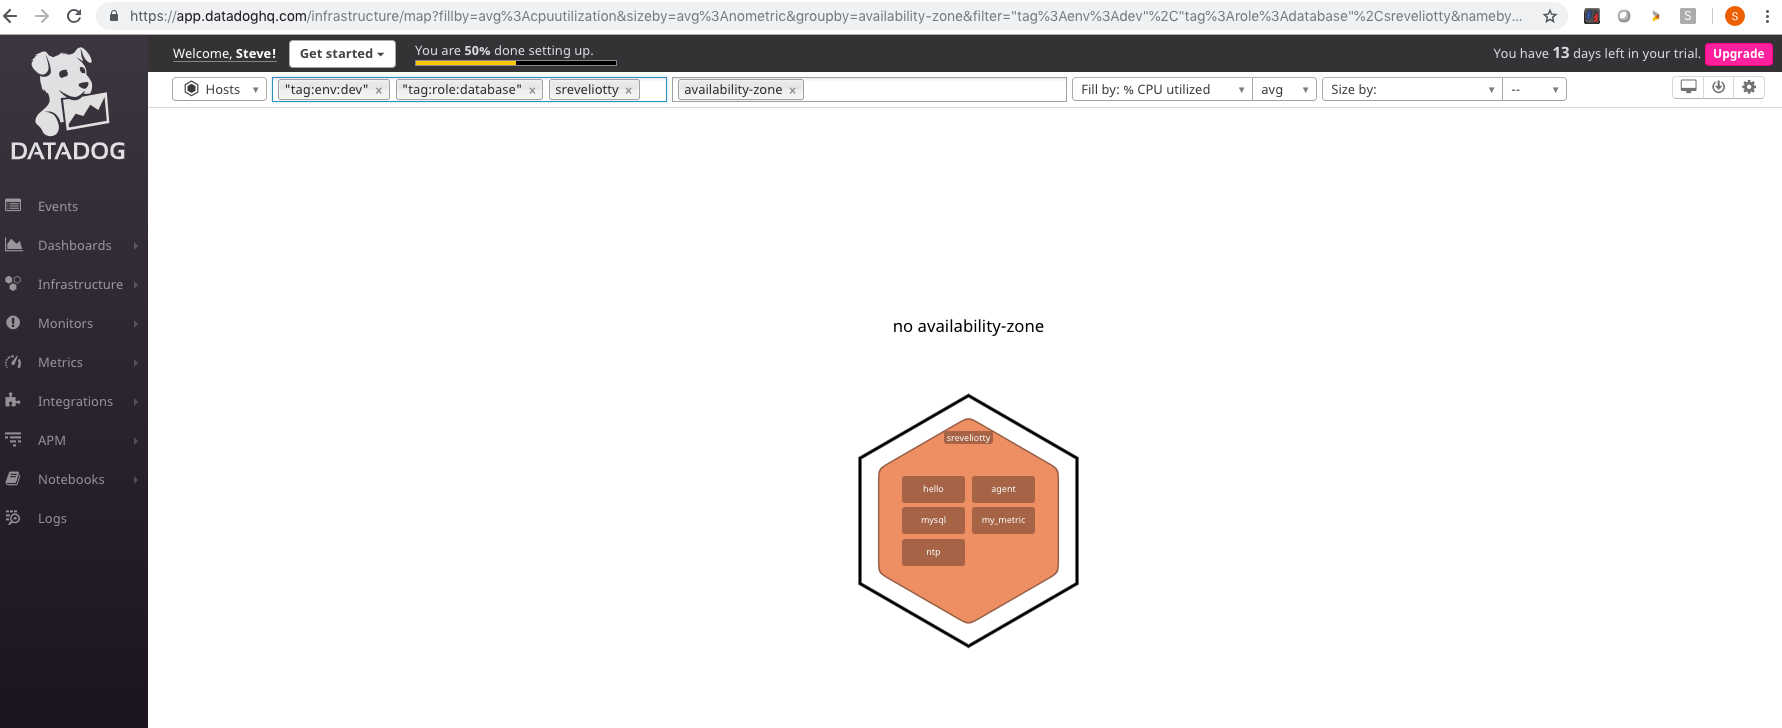 https://app.datadoghq.com/infrastructure/map?fillby=avg%3Acpuutilization&sizeby=avg%3Anometric&groupby=availability-zone&filter="tag%3Aenv%3Adev"%2C"tag%3Arole%3Adatabase"%2Csreveliotty&nameby...
S
S
DATADOG
Welcome, Steve!
Get started
You are 50% done setting up.
You have 13 days left in your trial.
Upgrade
Hosts
"tag:env:dev" x
"tag:role:database" x
sreveliotty x
availability-zone x
Fill by: % CPU utilized
avg
Size by:
--
Events
Dashboards
Infrastructure
Monitors
Metrics
Integrations
APM
Notebooks
Logs
no availability-zone
sreveliotty
hello
agent
mysql
my_metric
ntp